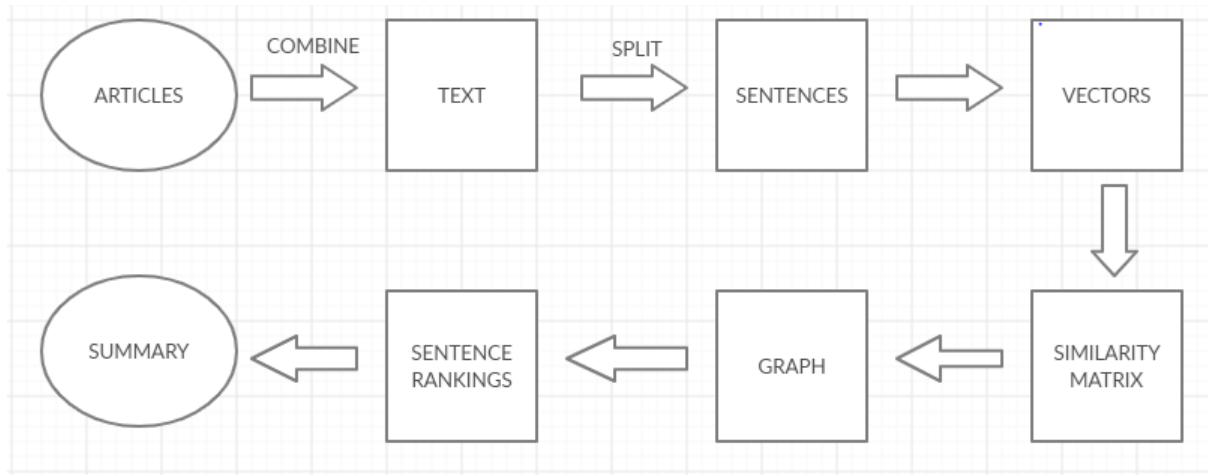 COMBINE
SPLIT
ARTICLES
TEXT
SENTENCES
VECTORS
SUMMARY
SENTENCE
RANKINGS
GRAPH
SIMILARITY
MATRIX